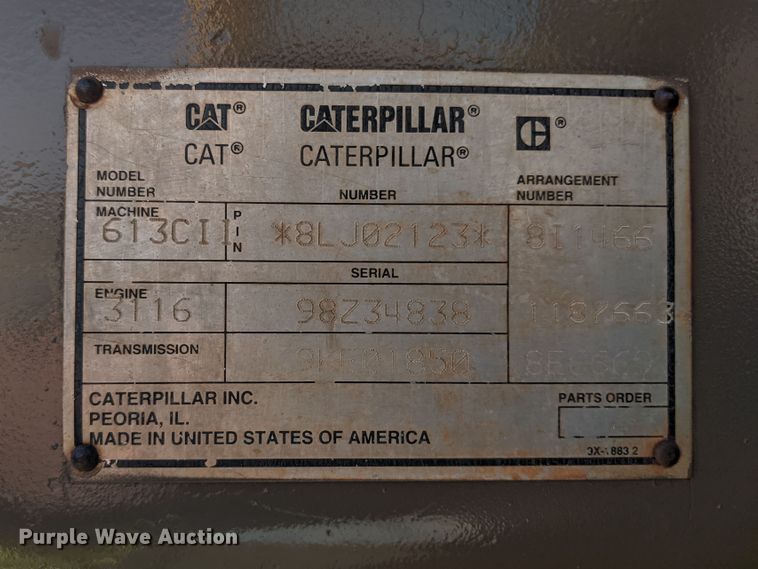 CAT® CATERPILLAR® ®
CAT® CATERPILLAR®
MODEL NUMBER NUMBER ARRANGEMENT NUMBER
MACHINE 613CII PIN *8LJ02123* 8I1466
SERIAL
ENGINE 3116 98Z34838 1187663
TRANSMISSION
CATERPILLAR INC.
PEORIA, IL.
MADE IN UNITED STATES OF AMERICA
PARTS ORDER
Purple Wave Auction